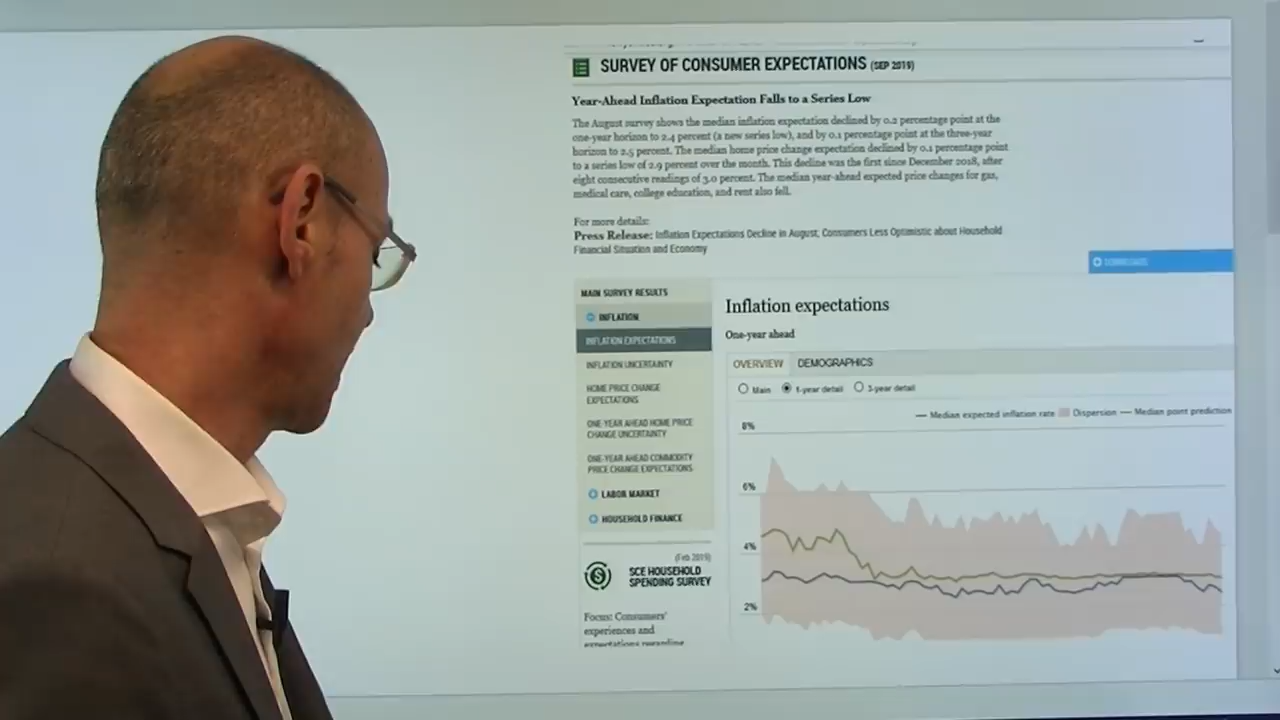 SURVEY OF CONSUMER EXPECTATIONS (SEP 2019)
Year-Ahead Inflation Expectation Falls to a Series Low
The August survey shows the median inflation expectation declined by 0.2 percentage point at the
one-year horizon to 2.4 percent (a new series low), and by 0.1 percentage point at the three-year
horizon to 2.5 percent. The median home price change expectation declined by 0.1 percentage point
to a series low of 2.9 percent over the month. This decline was the first since December 2018, after
eight consecutive readings of 3.0 percent. The median year-ahead expected price changes for gas,
medical care, college education, and rent also fell.
For more details:
Press Release: Inflation Expectations Decline in August, Consumers Less Optimistic about Household
Financial Situation and Economy
DOWNLOADS
MAIN SURVEY RESULTS
INFLATION
INFLATION EXPECTATIONS
INFLATION UNCERTAINTY
HOME PRICE CHANGE
EXPECTATIONS
ONE-YEAR AHEAD HOME PRICE
CHANGE UNCERTAINTY
ONE-YEAR AHEAD COMMODITY
PRICE CHANGE EXPECTATIONS
LABOR MARKET
HOUSEHOLD FINANCE
(Feb 2019)
SCE HOUSEHOLD
SPENDING SURVEY
Focus: Consumers'
experiences and
expectations regarding
Inflation expectations
One-year ahead
OVERVIEW DEMOGRAPHICS
Main 1-year detail 3-year detail
Median expected inflation rate Dispersion Median point prediction
8%
6%
4%
2%